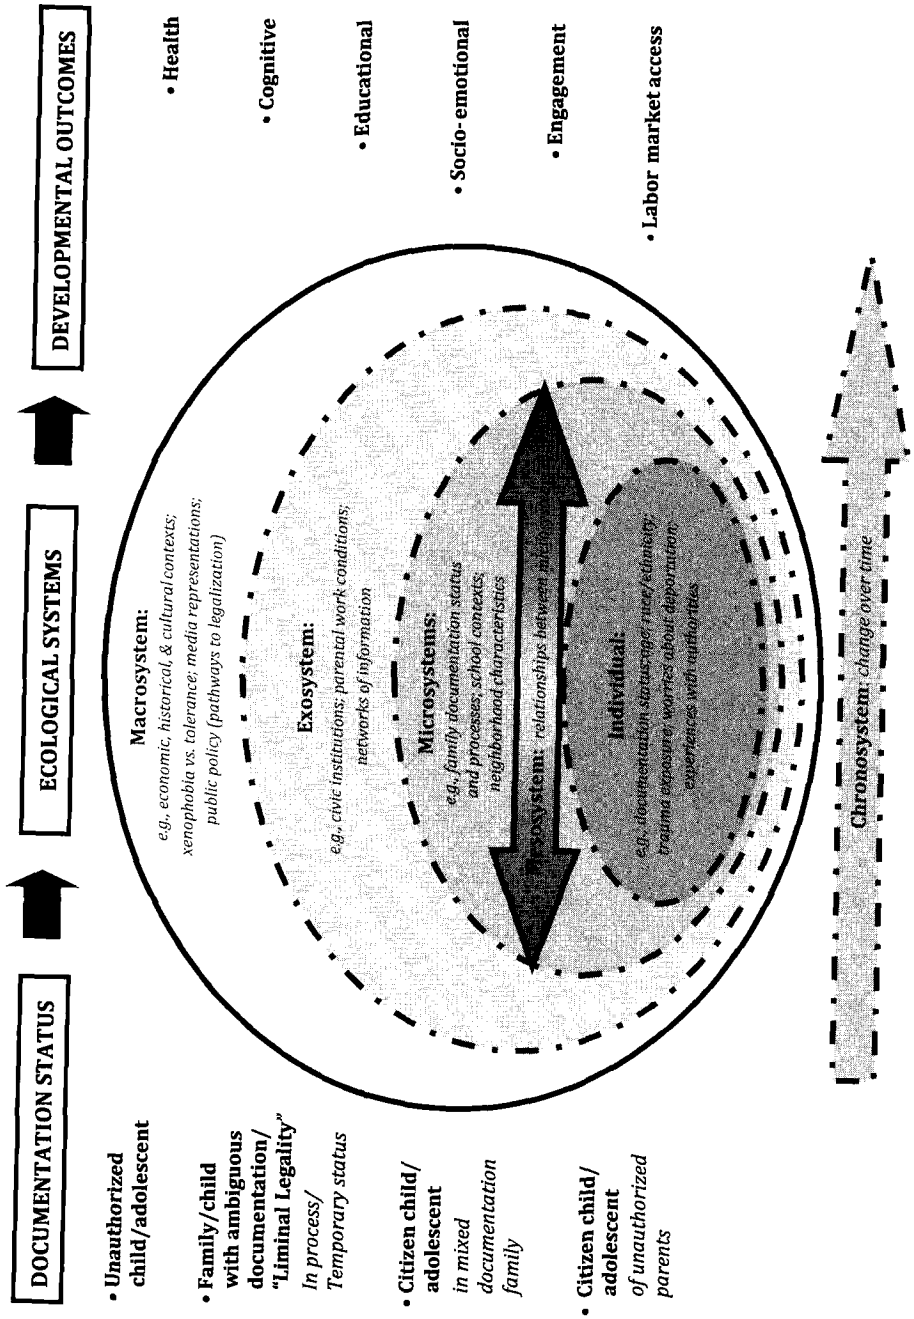 DOCUMENTATION STATUS
• Unauthorized
child/adolescent
• Family/child
with ambiguous
documentation/
“Liminal Legality”
In process/
Temporary status
• Citizen child/
adolescent
in mixed
documentation
family
• Citizen child/
adolescent
of unauthorized
parents
ECOLOGICAL SYSTEMS
Macrosystem:
e.g., economic, historical, & cultural contexts;
xenophobia vs. tolerance; media representations;
public policy (pathways to legalization)
Exosystem:
e.g., civic Institutions; parental work conditions;
networks of information
Microsystems:
e.g., family documentation status
and processes; school contexts;
neighborhood characteristics
Mesosystem: relationships between microsystems
Individual:
e.g., documentation status; age; race/ethnicity;
trauma exposure; worries about deportation;
experiences with authorities
Chronosystem: change over time
DEVELOPMENTAL OUTCOMES
• Health
• Cognitive
• Educational
• Socio-emotional
• Engagement
• Labor market access